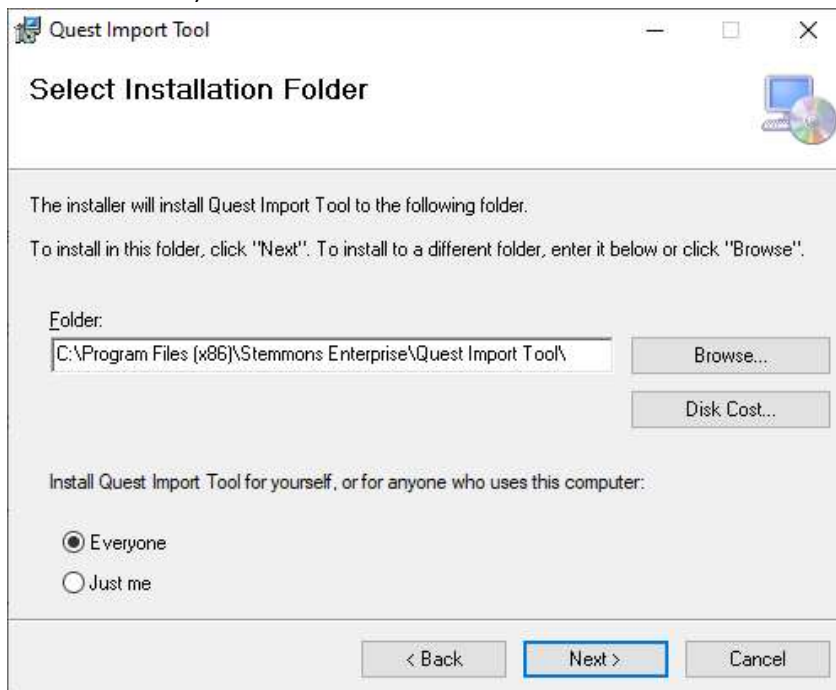 Quest Import Tool
Select Installation Folder
The installer will install Quest Import Tool to the following folder.
To install in this folder, click "Next". To install to a different folder, enter it below or click "Browse".
Folder:
C:\Program Files (x86)\Stemmons Enterprise\Quest Import Tool\
Browse...
Disk Cost...
Install Quest Import Tool for yourself, or for anyone who uses this computer:
Everyone
Just me
< Back
Next >
Cancel